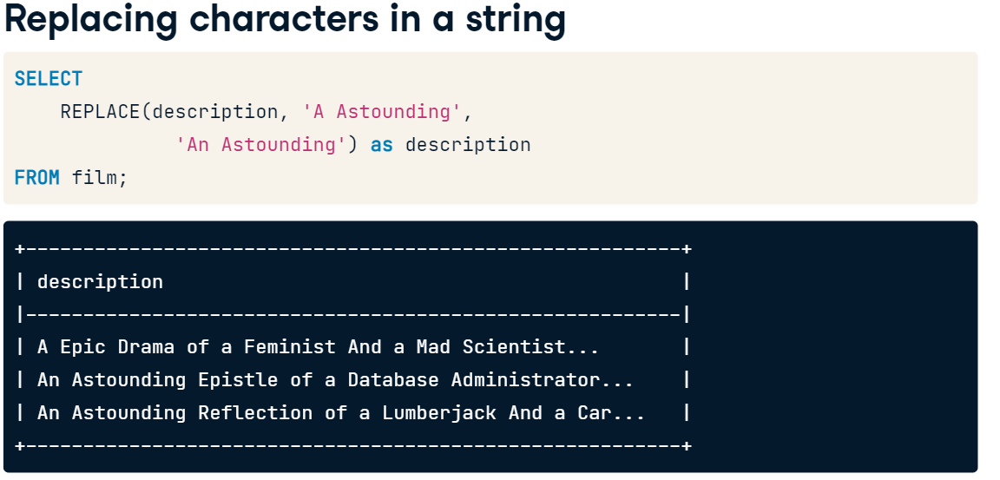 Replacing characters in a string
SELECT
    REPLACE(description, 'A Astounding',
              'An Astounding') as description
FROM film;
+---------------------------------------------------------+
| description                                             |
|---------------------------------------------------------|
| A Epic Drama of a Feminist And a Mad Scientist...       |
| An Astounding Epistle of a Database Administrator...    |
| An Astounding Reflection of a Lumberjack And a Car...   |
+---------------------------------------------------------+